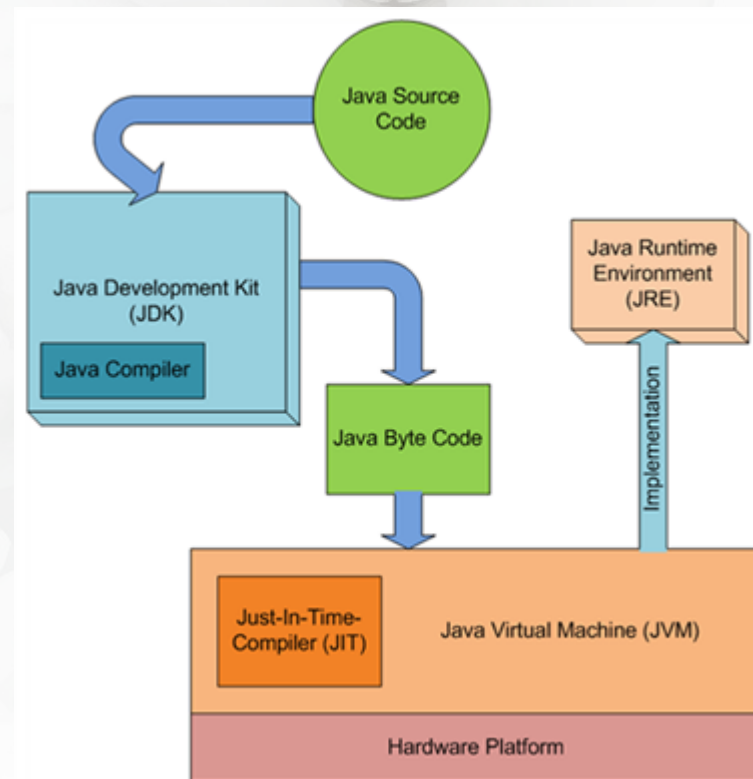 Java Source
Code
Java Development Kit
(JDK)
Java Compiler
Java Runtime
Environment
(JRE)
Java Byte Code
Implementation
Just-In-Time-
Compiler (JIT)
Java Virtual Machine (JVM)
Hardware Platform